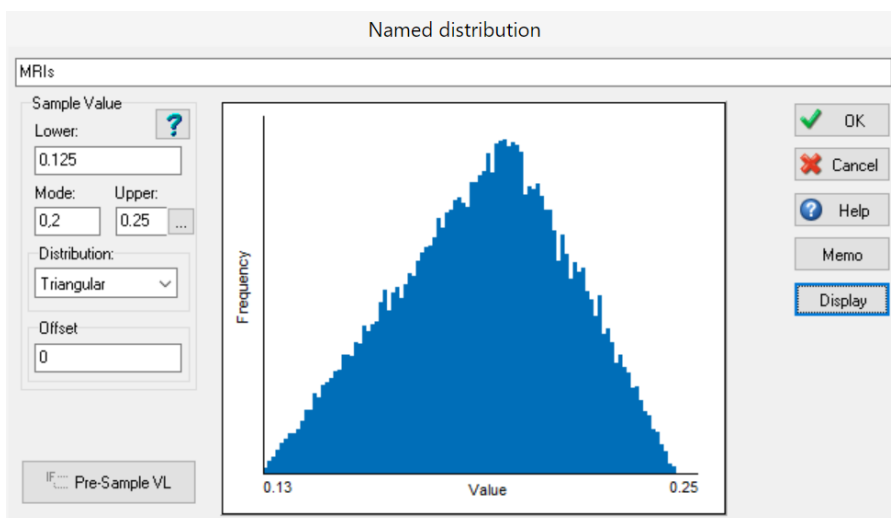 Named distribution
MRIs
Sample Value
?
Lower:
0.125
Mode: Upper:
0,2 0.25 ...
Distribution:
Triangular
Offset
0
IF Pre-Sample VL
Frequency
0.13 Value 0.25
OK
Cancel
? Help
Memo
Display